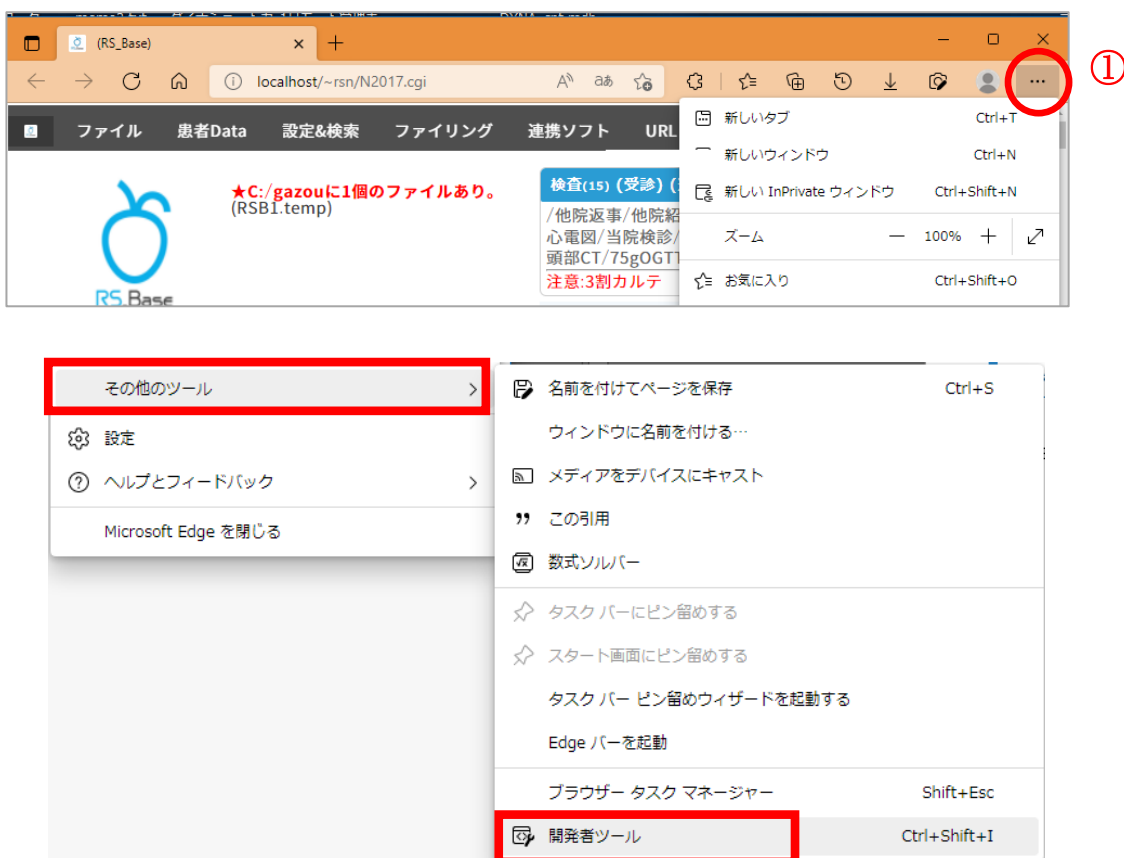 (RS_Base)
localhost/~rsn/N2017.cgi
①
ファイル 患者Data 設定&検索 ファイリング 連携ソフト URL
★C:/gazouに1個のファイルあり。
(RSB1.temp)
RS_Base
検査(15) (受診) (
/他院返事/他院紹
心電図/当院検診/
頭部CT/75gOGTT
注意:3割カルテ
新しいタブ Ctrl+T
新しいウィンドウ Ctrl+N
新しい InPrivate ウィンドウ Ctrl+Shift+N
ズーム — 100% +
お気に入り Ctrl+Shift+O
その他のツール
設定
ヘルプとフィードバック
Microsoft Edge を閉じる
名前を付けてページを保存 Ctrl+S
ウィンドウに名前を付ける…
メディアをデバイスにキャスト
この引用
数式ソルバー
タスク バーにピン留めする
スタート画面にピン留めする
タスク バー ピン留めウィザードを起動する
Edge バーを起動
ブラウザー タスク マネージャー Shift+Esc
開発者ツール Ctrl+Shift+I